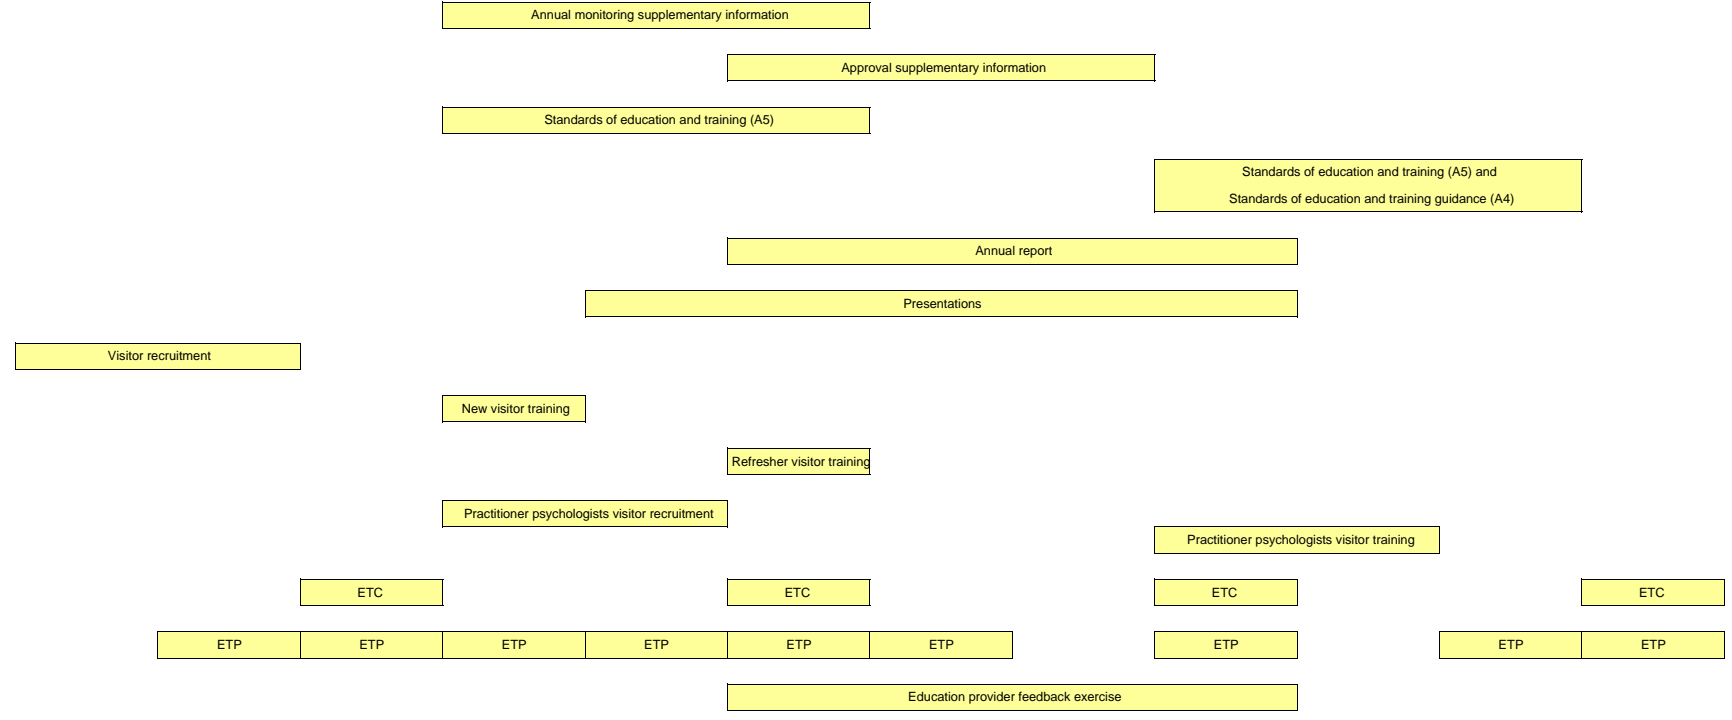 Annual monitoring supplementary information
Approval supplementary information
Standards of education and training (A5)
Standards of education and training (A5) and
Standards of education and training guidance (A4)
Annual report
Presentations
Visitor recruitment
New visitor training
Refresher visitor training
Practitioner psychologists visitor recruitment
Practitioner psychologists visitor training
ETC ETC ETC ETC
ETP ETP ETP ETP ETP ETP ETP ETP ETP
Education provider feedback exercise